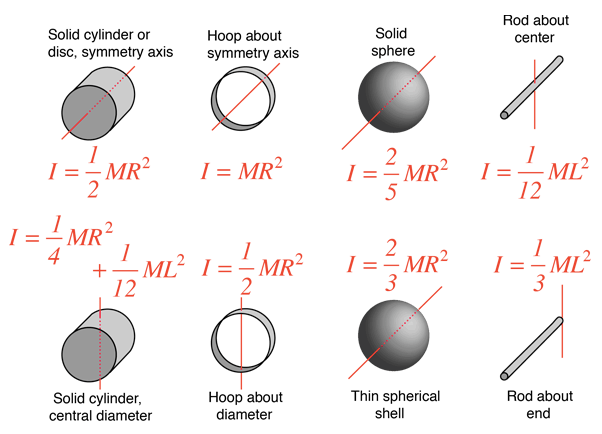 Solid cylinder or
disc, symmetry axis
I = 1/2 MR²
Hoop about
symmetry axis
I = MR²
Solid
sphere
I = 2/5 MR²
Rod about
center
I = 1/12 ML²
I = 1/4 MR²
+ 1/12 ML²
Solid cylinder,
central diameter
I = 1/2 MR²
Hoop about
diameter
I = 2/3 MR²
Thin spherical
shell
I = 1/3 ML²
Rod about
end